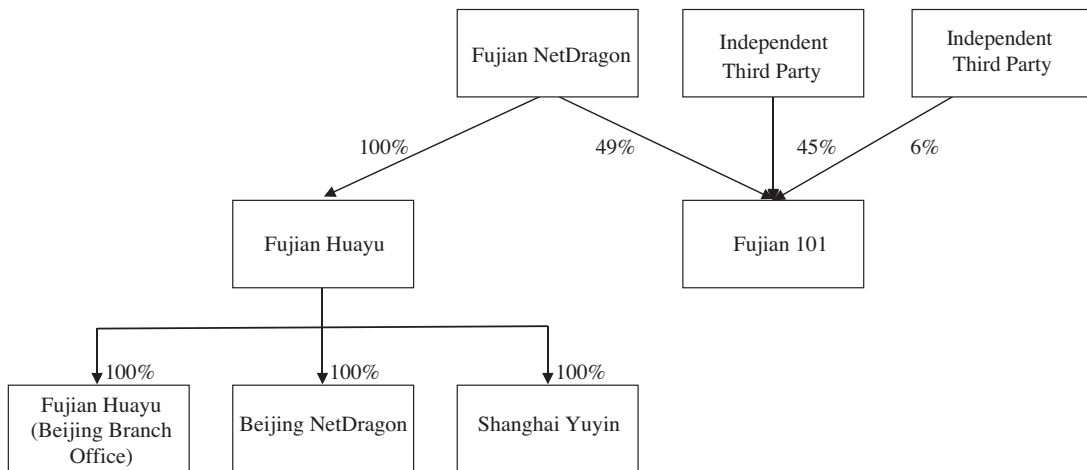 Fujian NetDragon
Independent
Third Party
Independent
Third Party
100%
49%
45%
6%
Fujian Huayu
Fujian 101
100%
100%
100%
Fujian Huayu
(Beijing Branch
Office)
Beijing NetDragon
Shanghai Yuyin